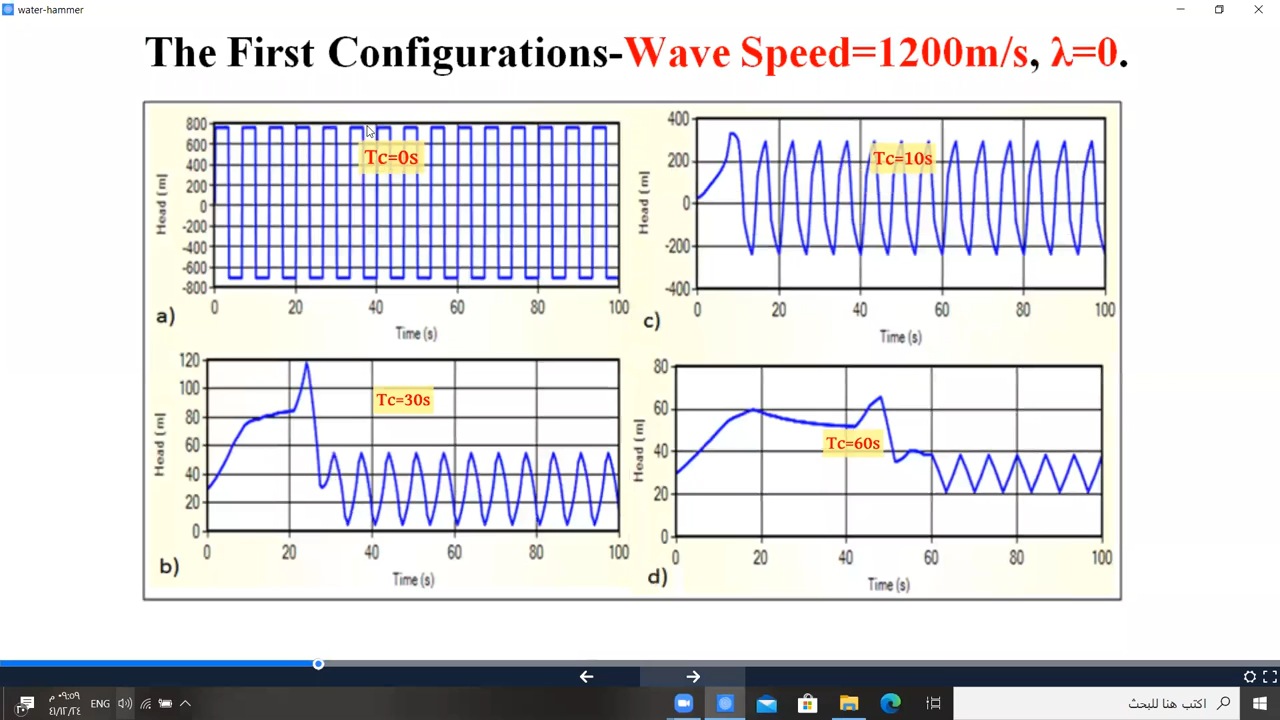 water-hammer
The First Configurations-Wave Speed=1200m/s, λ=0.
800
600
400
200
0
-200
-400
-600
-800
Head (m)
Tc=0s
0 20 40 60 80 100
Time (s)
a)
400
200
0
-200
-400
Head (m)
Tc=10s
0 20 40 60 80 100
Time (s)
c)
120
100
80
60
40
20
0
Head (m)
Tc=30s
0 20 40 60 80 100
Time (s)
b)
80
60
40
20
0
Head (m)
Tc=60s
0 20 40 60 80 100
Time (s)
d)
٠٩:٥٩ م
ENG
اكتب هنا للبحث